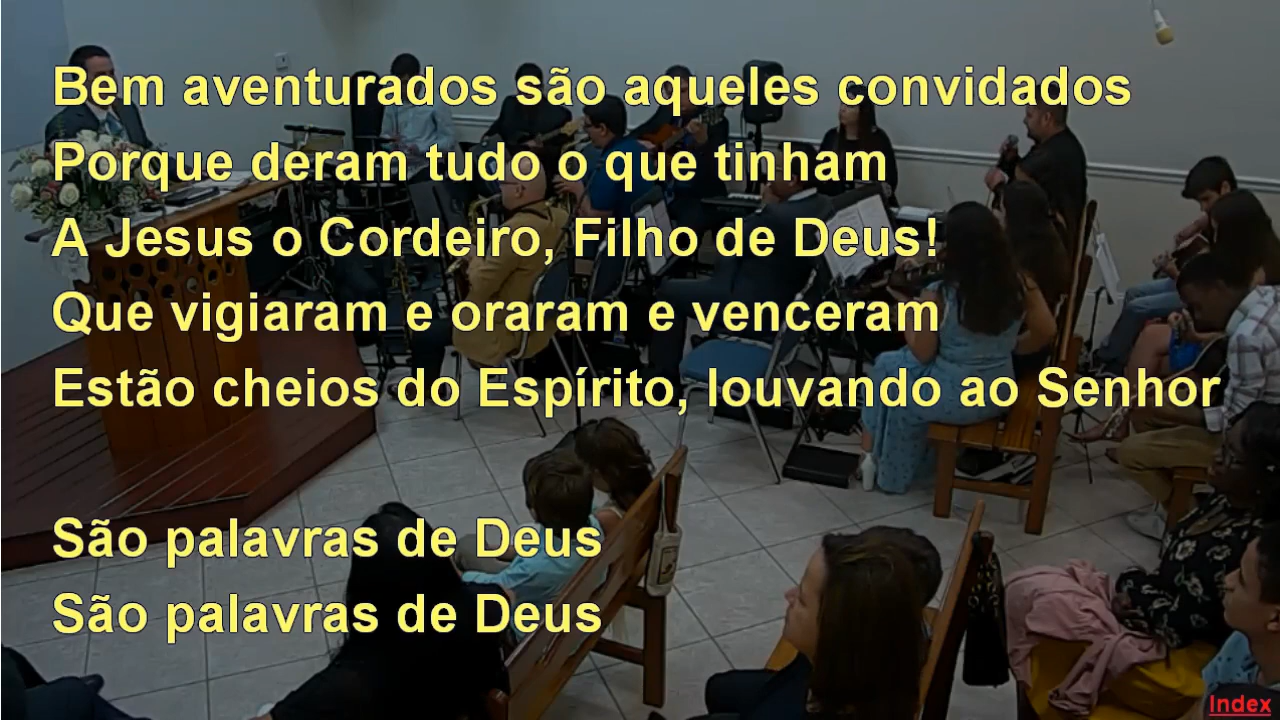 Bem aventurados são aqueles convidados
Porque deram tudo o que tinham
A Jesus o Cordeiro, Filho de Deus!
Que vigiaram e oraram e venceram
Estão cheios do Espírito, louvando ao Senhor
São palavras de Deus
São palavras de Deus
Index